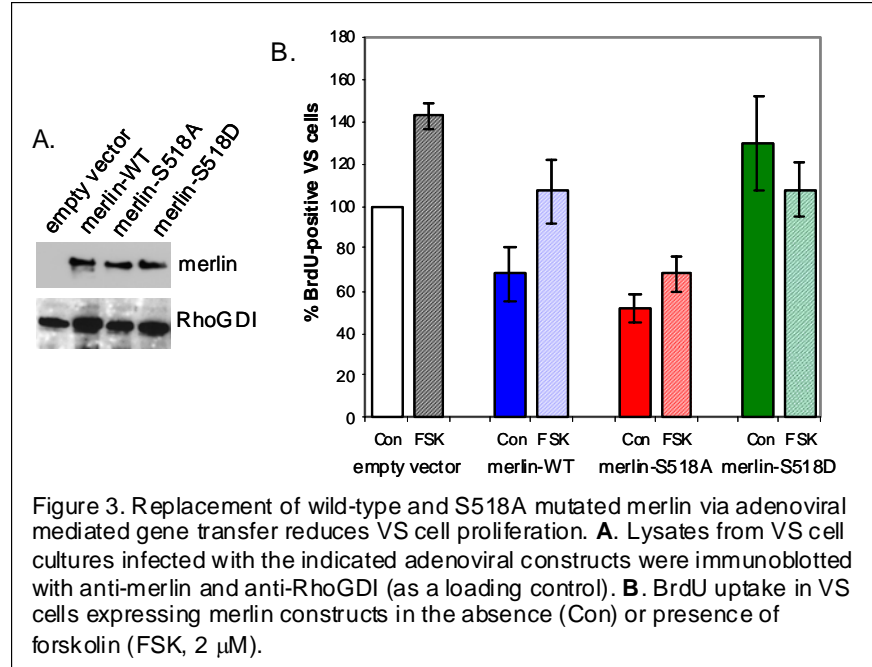 A.
empty vector
merlin-WT
merlin-S518A
merlin-S518D
merlin
RhoGDI
B.
% BrdU-positive VS cells
180
160
140
120
100
80
60
40
20
0
Con FSK Con FSK Con FSK Con FSK
empty vector merlin-WT merlin-S518A merlin-S518D
Figure 3. Replacement of wild-type and S518A mutated merlin via adenoviral
mediated gene transfer reduces VS cell proliferation. A. Lysates from VS cell
cultures infected with the indicated adenoviral constructs were immunoblotted
with anti-merlin and anti-RhoGDI (as a loading control). B. BrdU uptake in VS
cells expressing merlin constructs in the absence (Con) or presence of
forskolin (FSK, 2 μM).